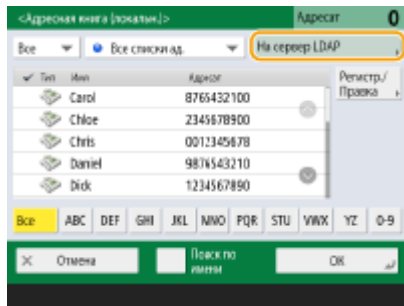 <Адресная книга (локальн.)>
Адресат 0
Все
Все списки ад.
На сервер LDAP
Тип Имя Адресат
Регистр./
Правка
Carol 8765432100
Chloe 2345678900
Chris 0012345678
Daniel 9876543210
Dick 1234567890
Все ABC DEF GHI JKL MNO PQR STU VWX YZ 0-9
Отмена
Поиск по
имени
OK